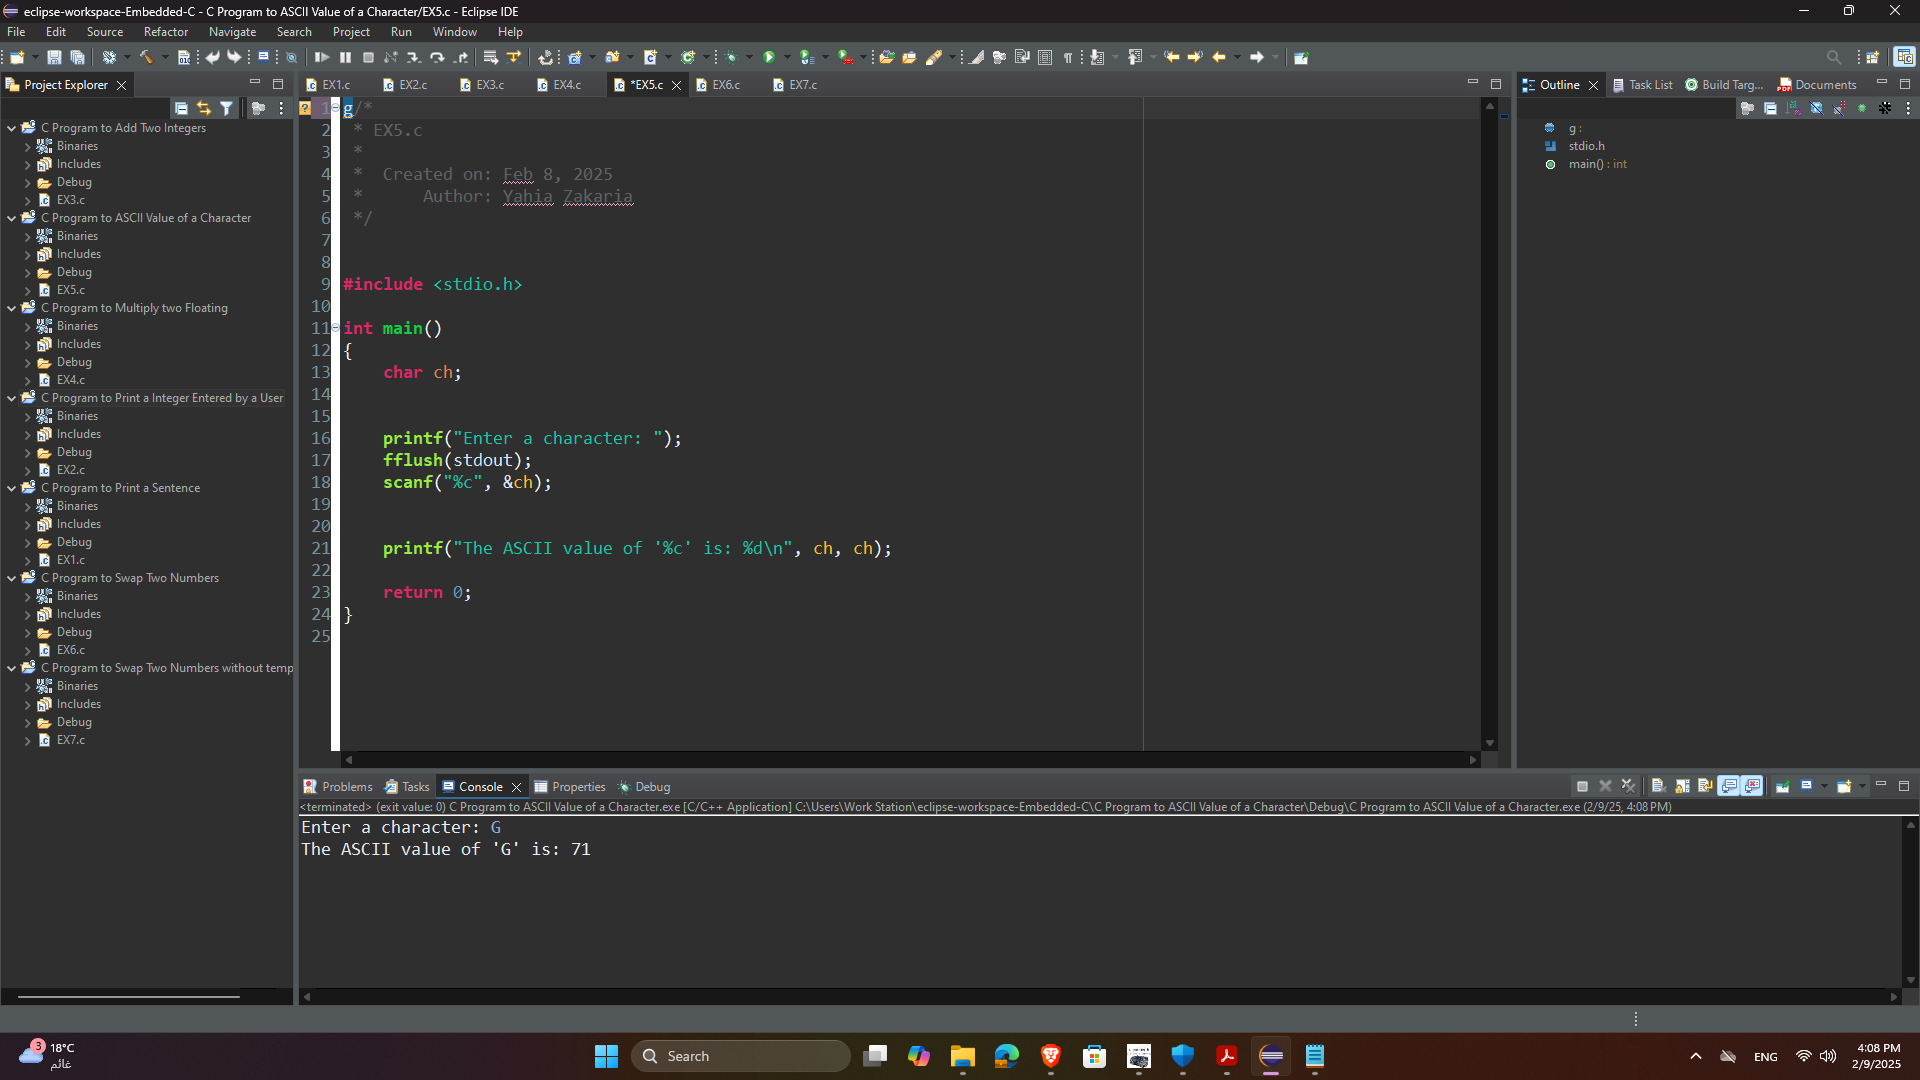 eclipse-workspace-Embedded-C - C Program to ASCII Value of a Character/EX5.c - Eclipse IDE
File Edit Source Refactor Navigate Search Project Run Window Help
Project Explorer
C Program to Add Two Integers
Binaries
Includes
Debug
EX3.c
C Program to ASCII Value of a Character
Binaries
Includes
Debug
EX5.c
C Program to Multiply two Floating
Binaries
Includes
Debug
EX4.c
C Program to Print a Integer Entered by a User
Binaries
Includes
Debug
EX2.c
C Program to Print a Sentence
Binaries
Includes
Debug
EX1.c
C Program to Swap Two Numbers
Binaries
Includes
Debug
EX6.c
C Program to Swap Two Numbers without temp
Binaries
Includes
Debug
EX7.c
EX1.c EX2.c EX3.c EX4.c *EX5.c EX6.c EX7.c
1 g/*
2 * EX5.c
3 *
4 * Created on: Feb 8, 2025
5 * Author: Yahia Zakaria
6 */
7
8
9 #include <stdio.h>
10
11 int main()
12 {
13 char ch;
14
15
16 printf("Enter a character: ");
17 fflush(stdout);
18 scanf("%c", &ch);
19
20
21 printf("The ASCII value of '%c' is: %d\n", ch, ch);
22
23 return 0;
24 }
25
Outline Task List Build Targ... Documents
g :
stdio.h
main() : int
Problems Tasks Console Properties Debug
<terminated> (exit value: 0) C Program to ASCII Value of a Character.exe [C/C++ Application] C:\Users\Work Station\eclipse-workspace-Embedded-C\C Program to ASCII Value of a Character\Debug\C Program to ASCII Value of a Character.exe (2/9/25, 4:08 PM)
Enter a character: G
The ASCII value of 'G' is: 71
3
18°C
غائم
Search
ENG
4:08 PM
2/9/2025